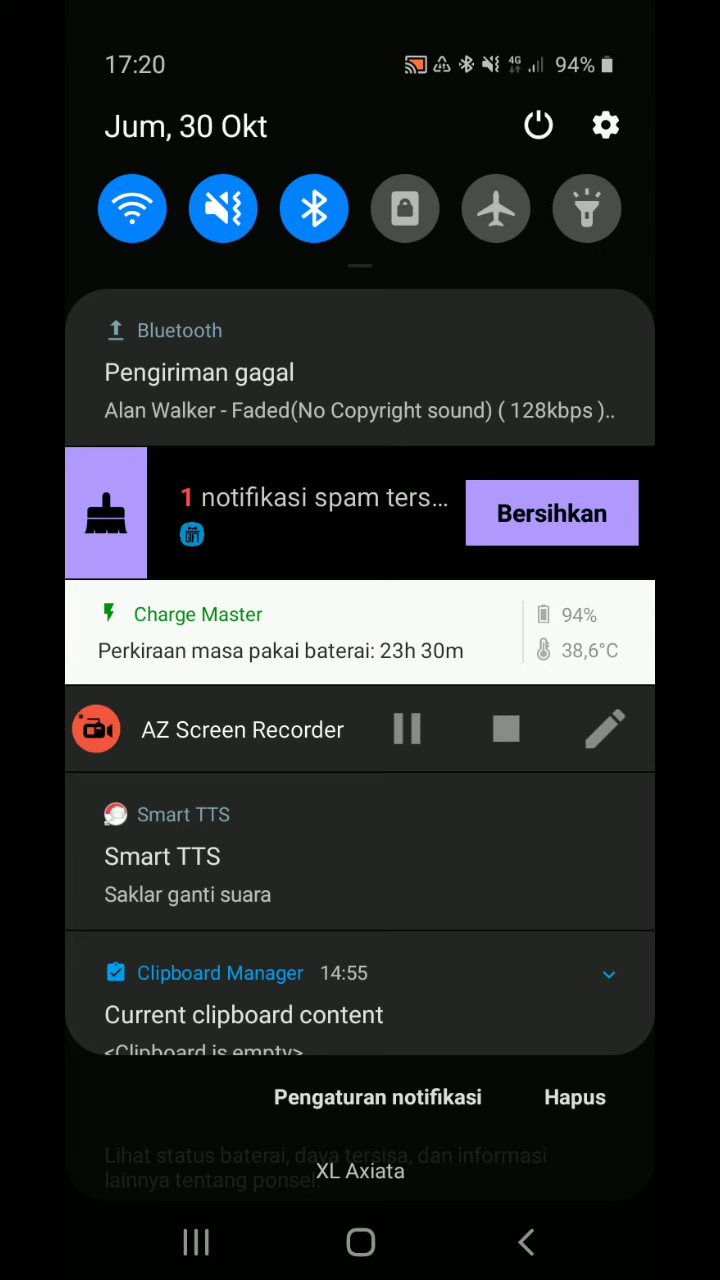 17:20
4G
94%
Jum, 30 Okt
Bluetooth
Pengiriman gagal
Alan Walker - Faded(No Copyright sound) ( 128kbps )..
1 notifikasi spam ters...
GIFT
Bersihkan
Charge Master
94%
Perkiraan masa pakai baterai: 23h 30m
38,6°C
AZ Screen Recorder
Smart TTS
Smart TTS
Saklar ganti suara
Clipboard Manager 14:55
Current clipboard content
<Clipboard is empty>
Pengaturan notifikasi
Hapus
Lihat status baterai, daya tersisa, dan informasi
lainnya tentang ponsel.
XL Axiata